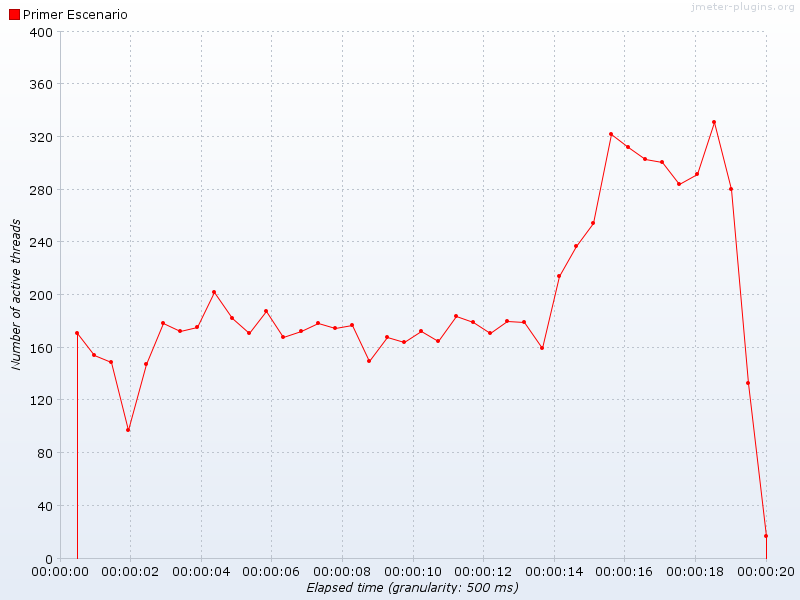 jmeter-plugins.org
Primer Escenario
400
360
320
280
240
200
160
120
80
40
0
Number of active threads
00:00:00 00:00:02 00:00:04 00:00:06 00:00:08 00:00:10 00:00:12 00:00:14 00:00:16 00:00:18 00:00:20
Elapsed time (granularity: 500 ms)